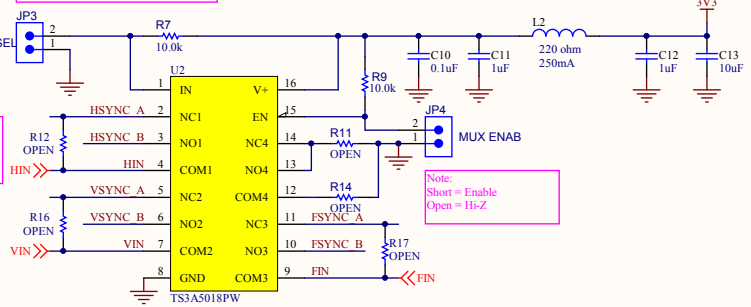 3V3
JP3
SEL
2
1
R7
10.0k
L2
220 ohm
250mA
C10
0.1uF
C11
1uF
C12
1uF
C13
10uF
R9
10.0k
U2
1 IN V+ 16
2 NC1 EN 15
3 NO1 NC4 14
4 COM1 NO4 13
5 NC2 COM4 12
6 NO2 NC3 11
7 COM2 NO3 10
8 GND COM3 9
TS3A5018PW
HSYNC_A
R12
OPEN
HSYNC_B
HIN HIN
VSYNC_A
R16
OPEN
VSYNC_B
VIN VIN
R11
OPEN
R14
OPEN
JP4
2
1
MUX ENAB
Note:
Short = Enable
Open = Hi-Z
FSYNC_A
FSYNC_B
R17
OPEN
FIN FIN